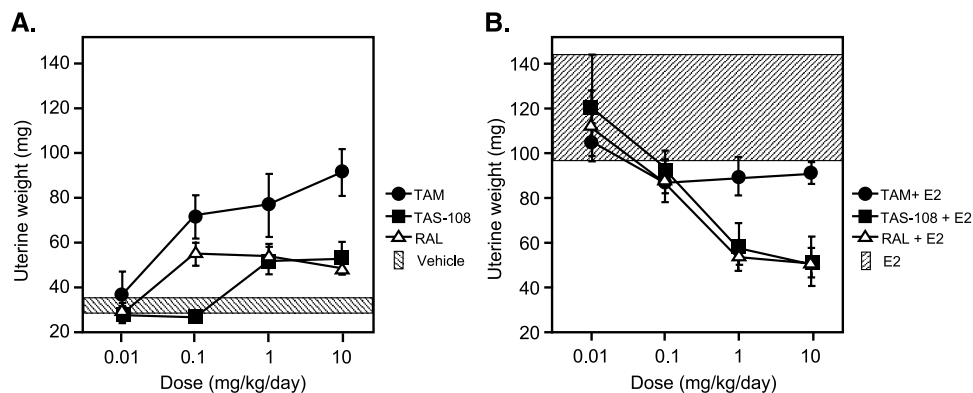 A.
Uterine weight (mg)
140
120
100
80
60
40
20
0.01 0.1 1 10
Dose (mg/kg/day)
TAM
TAS-108
RAL
Vehicle
B.
Uterine weight (mg)
140
120
100
80
60
40
20
0.01 0.1 1 10
Dose (mg/kg/day)
TAM+ E2
TAS-108 + E2
RAL + E2
E2